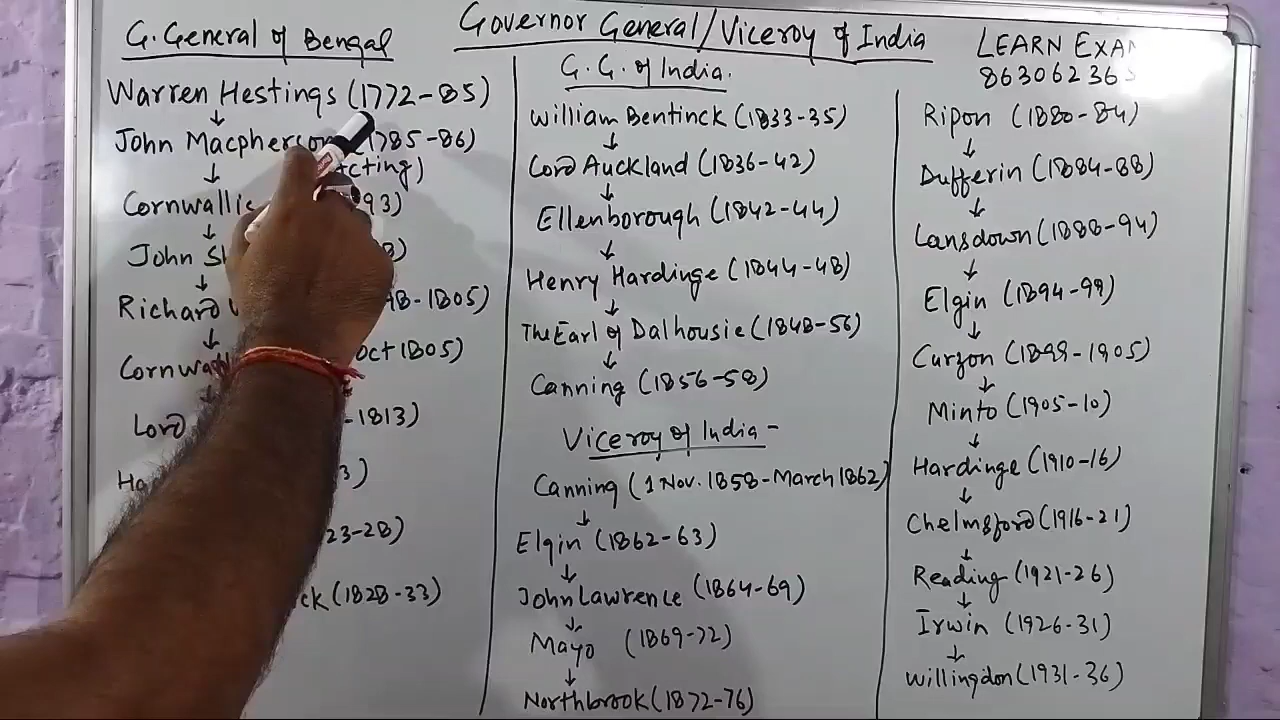 Governor General/Viceroy of India
LEARN EXAM
863062365
G. General of Bengal
Warren Hestings (1772-85)
John Macpherson (1785-86)
(Acting)
Cornwallis 93)
John
Richard 98-1805)
Cornwallis Oct 1805)
Lord -1813)
3)
23-28)
ck (1828-33)
G. G. of India.
William Bentinck (1833-35)
Lord Auckland (1836-42)
Ellenborough (1842-44)
Henry Hardinge (1844-48)
The Earl of Dalhousie (1848-56)
Canning (1856-58)
Viceroy of India-
Canning (1 Nov. 1858-March 1862)
Elgin (1862-63)
John Lawrence (1864-69)
Mayo (1869-72)
Northbrook (1872-76)
Ripon (1880-84)
Dufferin (1884-88)
Lansdown (1888-94)
Elgin (1894-99)
Curzon (1899-1905)
Minto (1905-10)
Hardinge (1910-16)
Chelmsford (1916-21)
Reading (1921-26)
Irwin (1926-31)
Willingdon (1931-36)